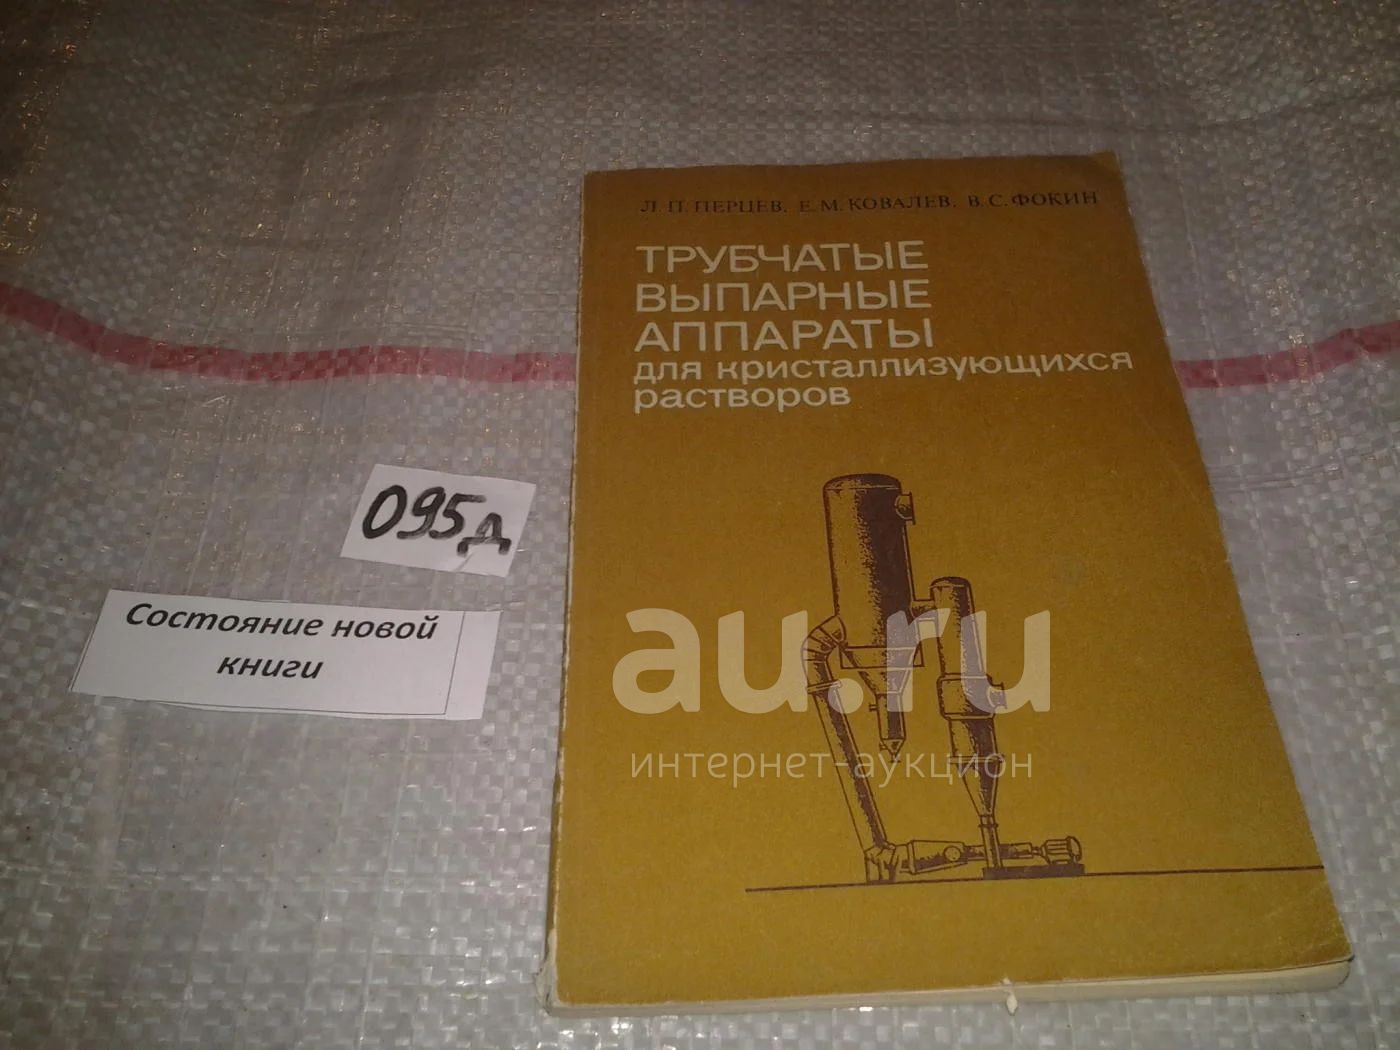 Л. П. ПЕРЦЕВ, Е. М. КОВАЛЕВ, В. С. ФОКИН
ТРУБЧАТЫЕ
ВЫПАРНЫЕ
АППАРАТЫ
для кристаллизующихся
растворов
095д
Состояние новой
книги
au.ru
интернет-аукцион